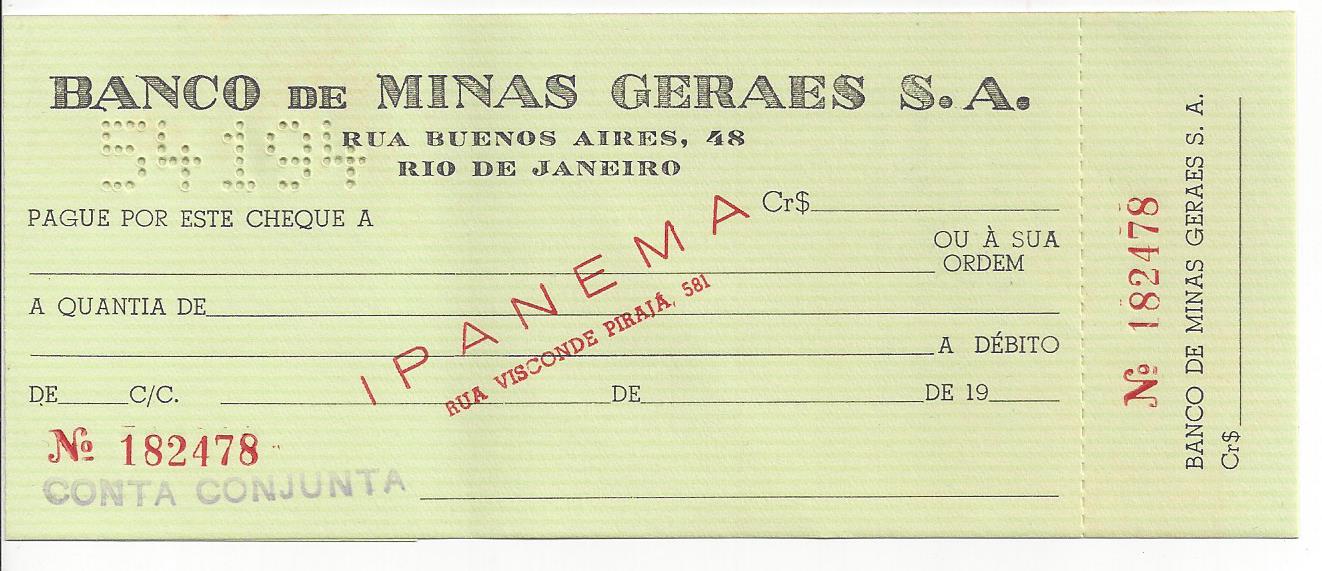 BANCO DE MINAS GERAES S. A.
54194
RUA BUENOS AIRES, 48
RIO DE JANEIRO
Cr$
PAGUE POR ESTE CHEQUE A
OU À SUA
ORDEM
A QUANTIA DE
A DÉBITO
DE C/C. DE DE 19
IPANEMA
RUA VISCONDE PIRAJÁ, 581
Nº 182478
CONTA CONJUNTA
Nº 182478
BANCO DE MINAS GERAES S. A.
Cr$